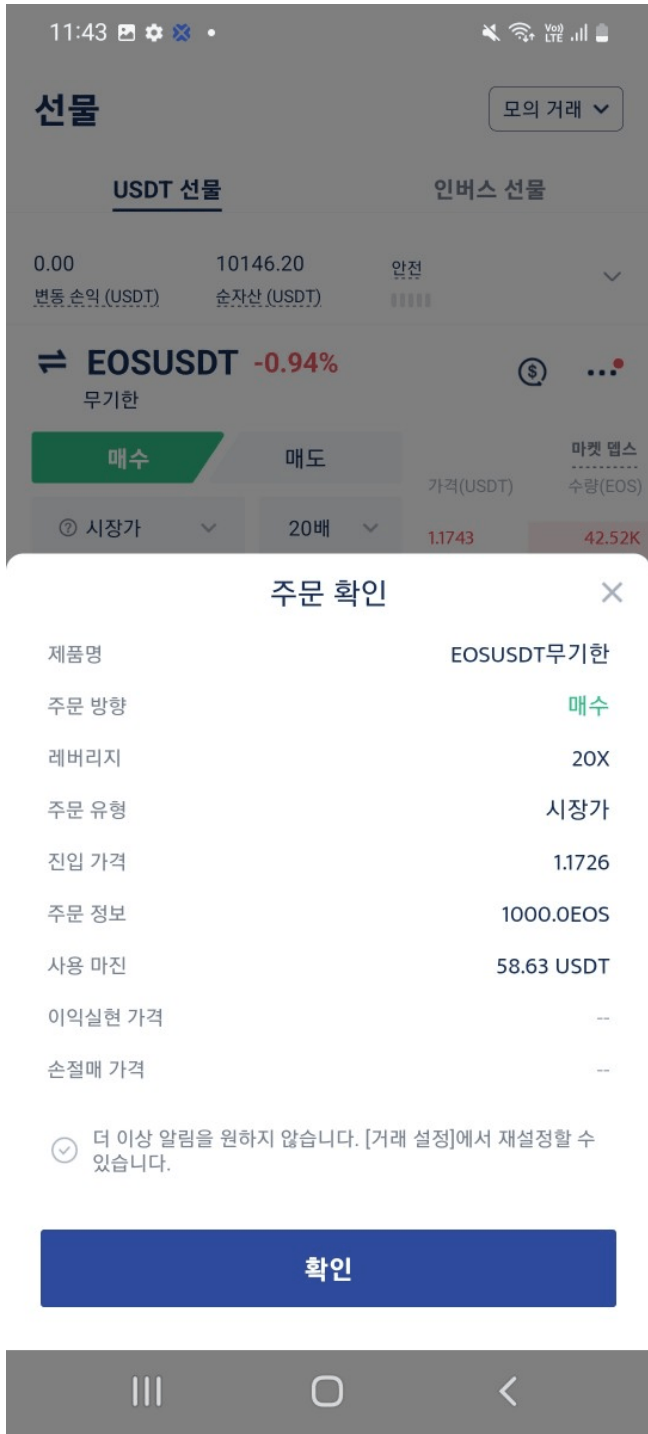 11:43
Vo))
LTE
선물
모의 거래
USDT 선물
인버스 선물
0.00
10146.20
안전
변동 손익 (USDT)
순자산 (USDT)
EOSUSDT -0.94%
무기한
매수
매도
마켓 뎁스
가격(USDT)
수량(EOS)
시장가
20배
1.1743
42.52K
주문 확인
제품명
EOSUSDT무기한
주문 방향
매수
레버리지
20X
주문 유형
시장가
진입 가격
1.1726
주문 정보
1000.0EOS
사용 마진
58.63 USDT
이익실현 가격
--
손절매 가격
--
더 이상 알림을 원하지 않습니다. [거래 설정]에서 재설정할 수
있습니다.
확인